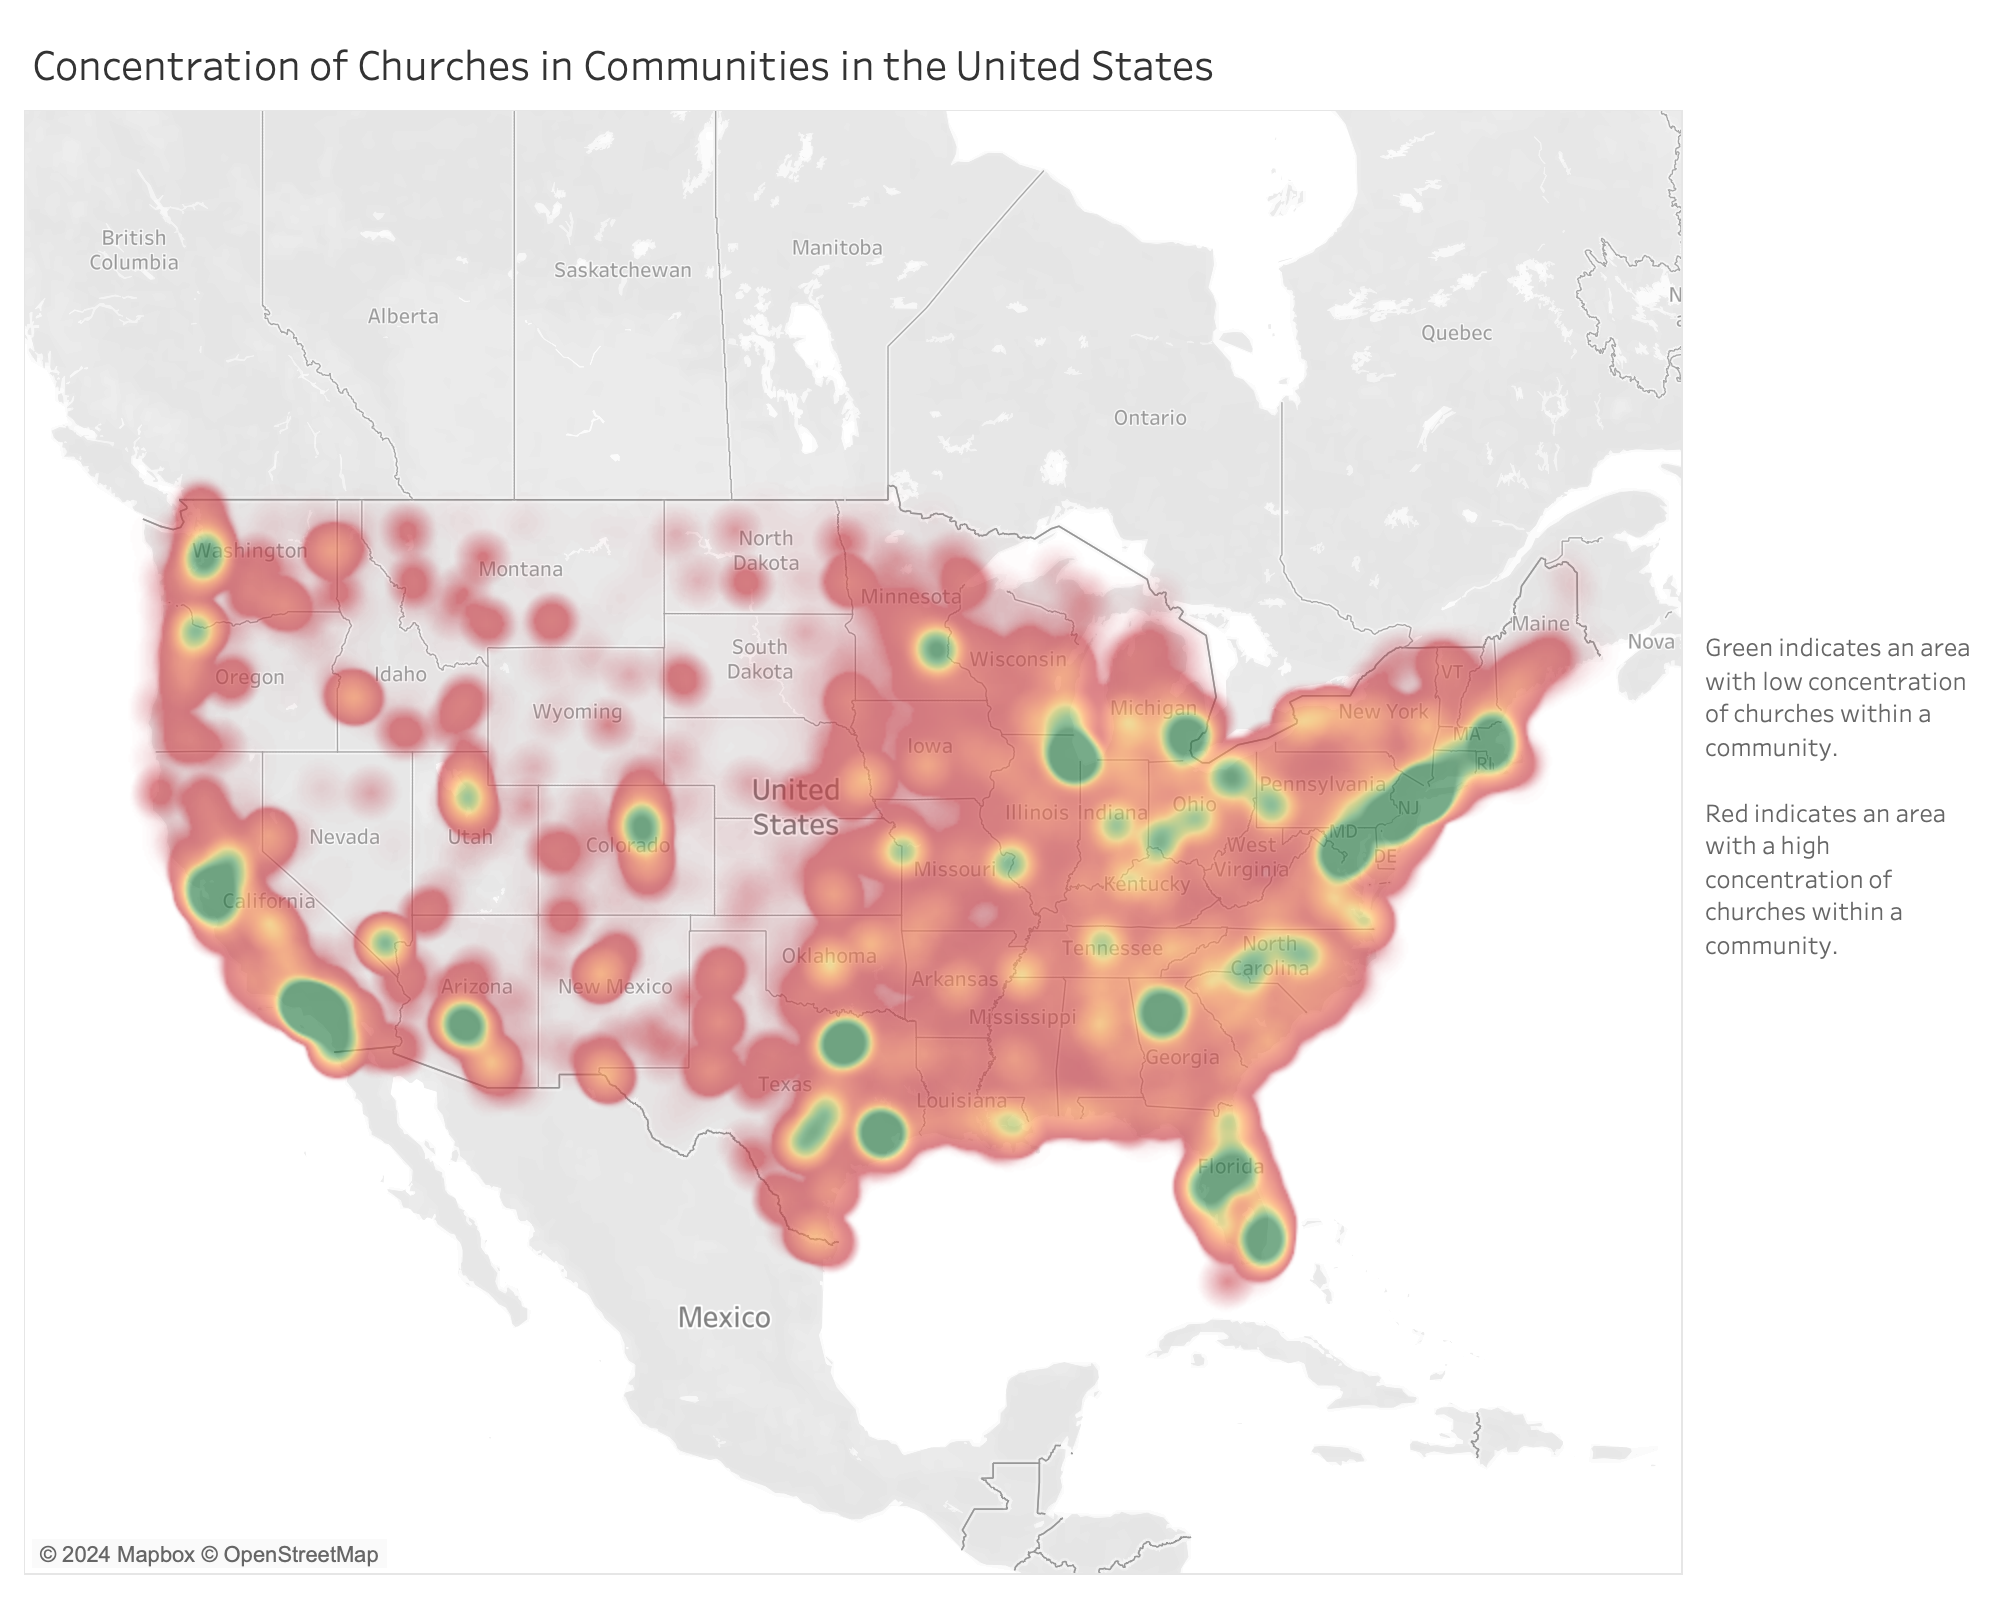 Concentration of Churches in Communities in the United States
British
Columbia
Alberta
Saskatchewan
Manitoba
Ontario
Quebec
N
Nova
Maine
Washington
Montana
North
Dakota
Minnesota
Oregon
Idaho
South
Dakota
Wisconsin
Wyoming
Michigan
New York
VT
MA
RI
Iowa
Nevada
Utah
Colorado
United
States
Illinois
Indiana
Ohio
Pennsylvania
NJ
MD
DE
West
Virginia
California
Missouri
Kentucky
Arizona
New Mexico
Oklahoma
Arkansas
Tennessee
North
Carolina
Mississippi
Georgia
Texas
Louisiana
Florida
Mexico
Green indicates an area
with low concentration
of churches within a
community.
Red indicates an area
with a high
concentration of
churches within a
community.
© 2024 Mapbox © OpenStreetMap